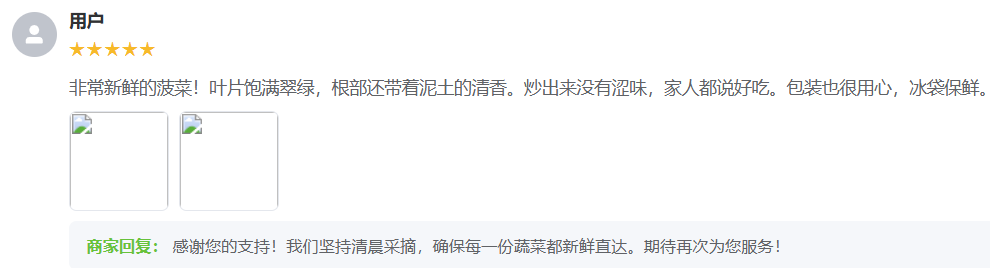 用户
非常新鲜的菠菜！叶片饱满翠绿，根部还带着泥土的清香。炒出来没有涩味，家人都说好吃。包装也很用心，冰袋保鲜。
商家回复：感谢您的支持！我们坚持清晨采摘，确保每一份蔬菜都新鲜直达。期待再次为您服务！